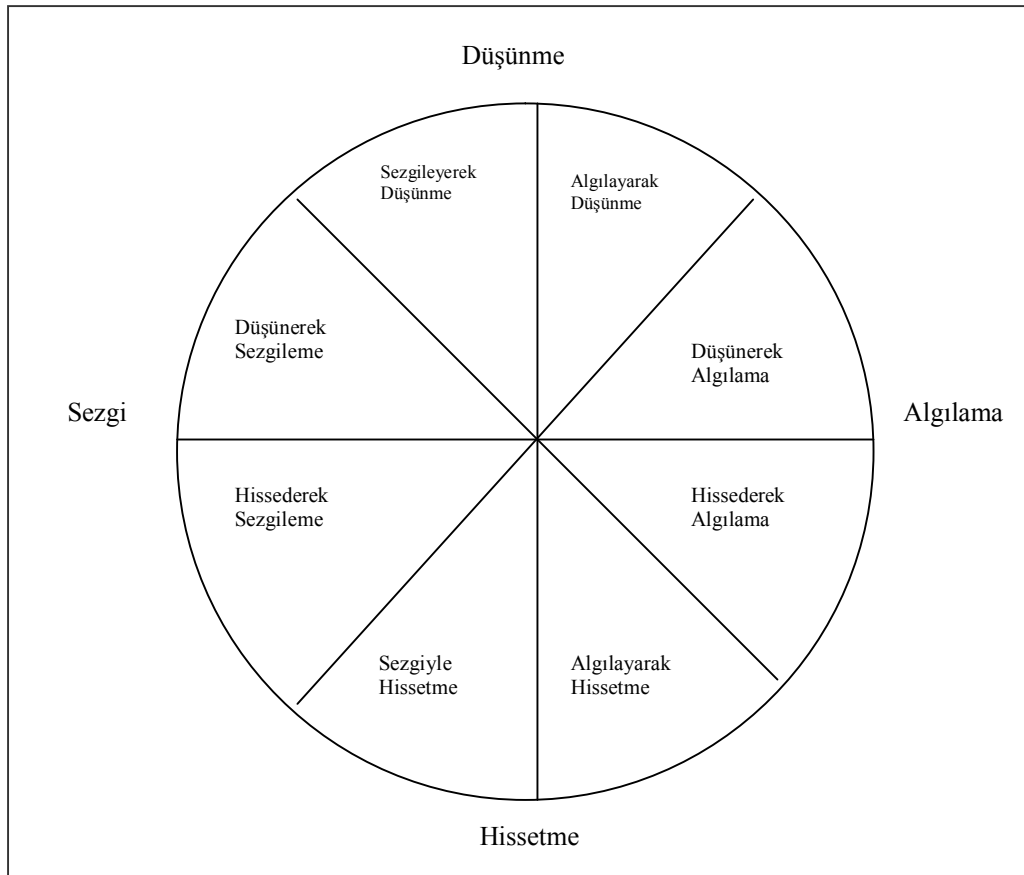 Düşünme
Sezgileyerek
Düşünme
Algılayarak
Düşünme
Düşünerek
Sezgileme
Düşünerek
Algılama
Sezgi
Algılama
Hissederek
Sezgileme
Hissederek
Algılama
Sezgiyle
Hissetme
Algılayarak
Hissetme
Hissetme